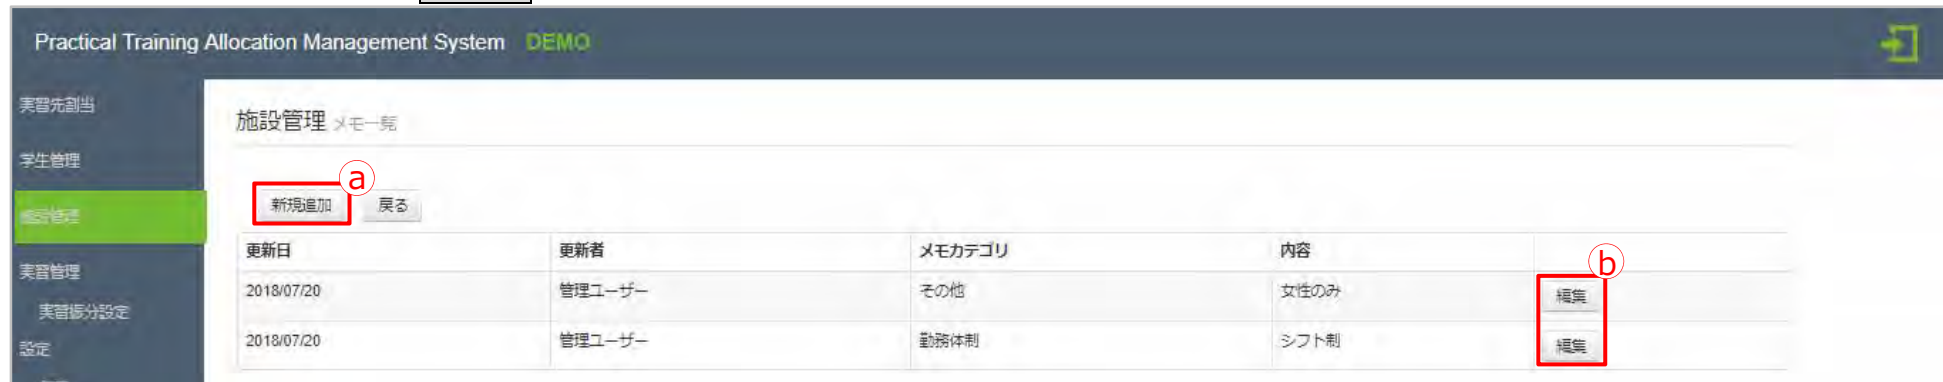 Practical Training Allocation Management System DEMO
実習先割当
学生管理
施設管理
実習管理
実習振分設定
設定
施設管理 メモ一覧
a
新規追加 戻る
更新日 更新者 メモカテゴリ 内容
b
2018/07/20 管理ユーザー その他 女性のみ 編集
2018/07/20 管理ユーザー 勤務体制 シフト制 編集